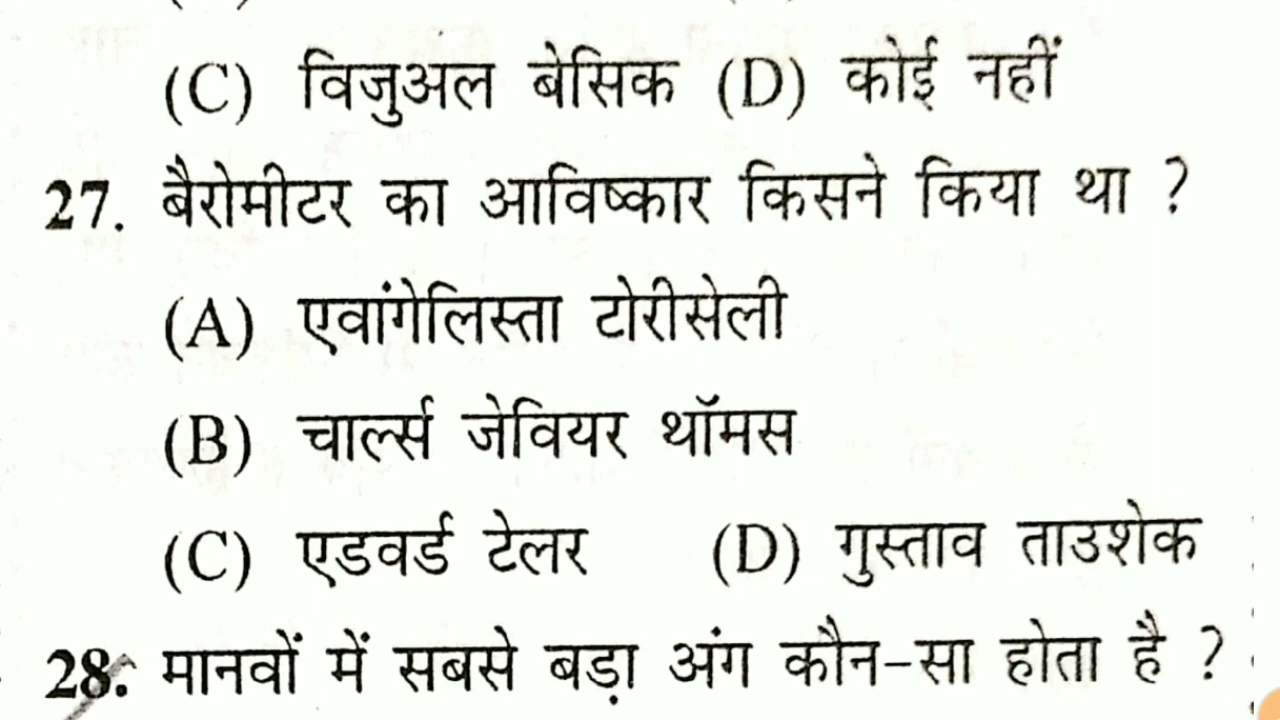 (C) विजुअल बेसिक (D) कोई नहीं
27. बैरोमीटर का आविष्कार किसने किया था ?
(A) एवांगेलिस्ता टोरीसेली
(B) चार्ल्स जेवियर थॉमस
(C) एडवर्ड टेलर (D) गुस्ताव ताउशेक
28. मानवों में सबसे बड़ा अंग कौन-सा होता है ?